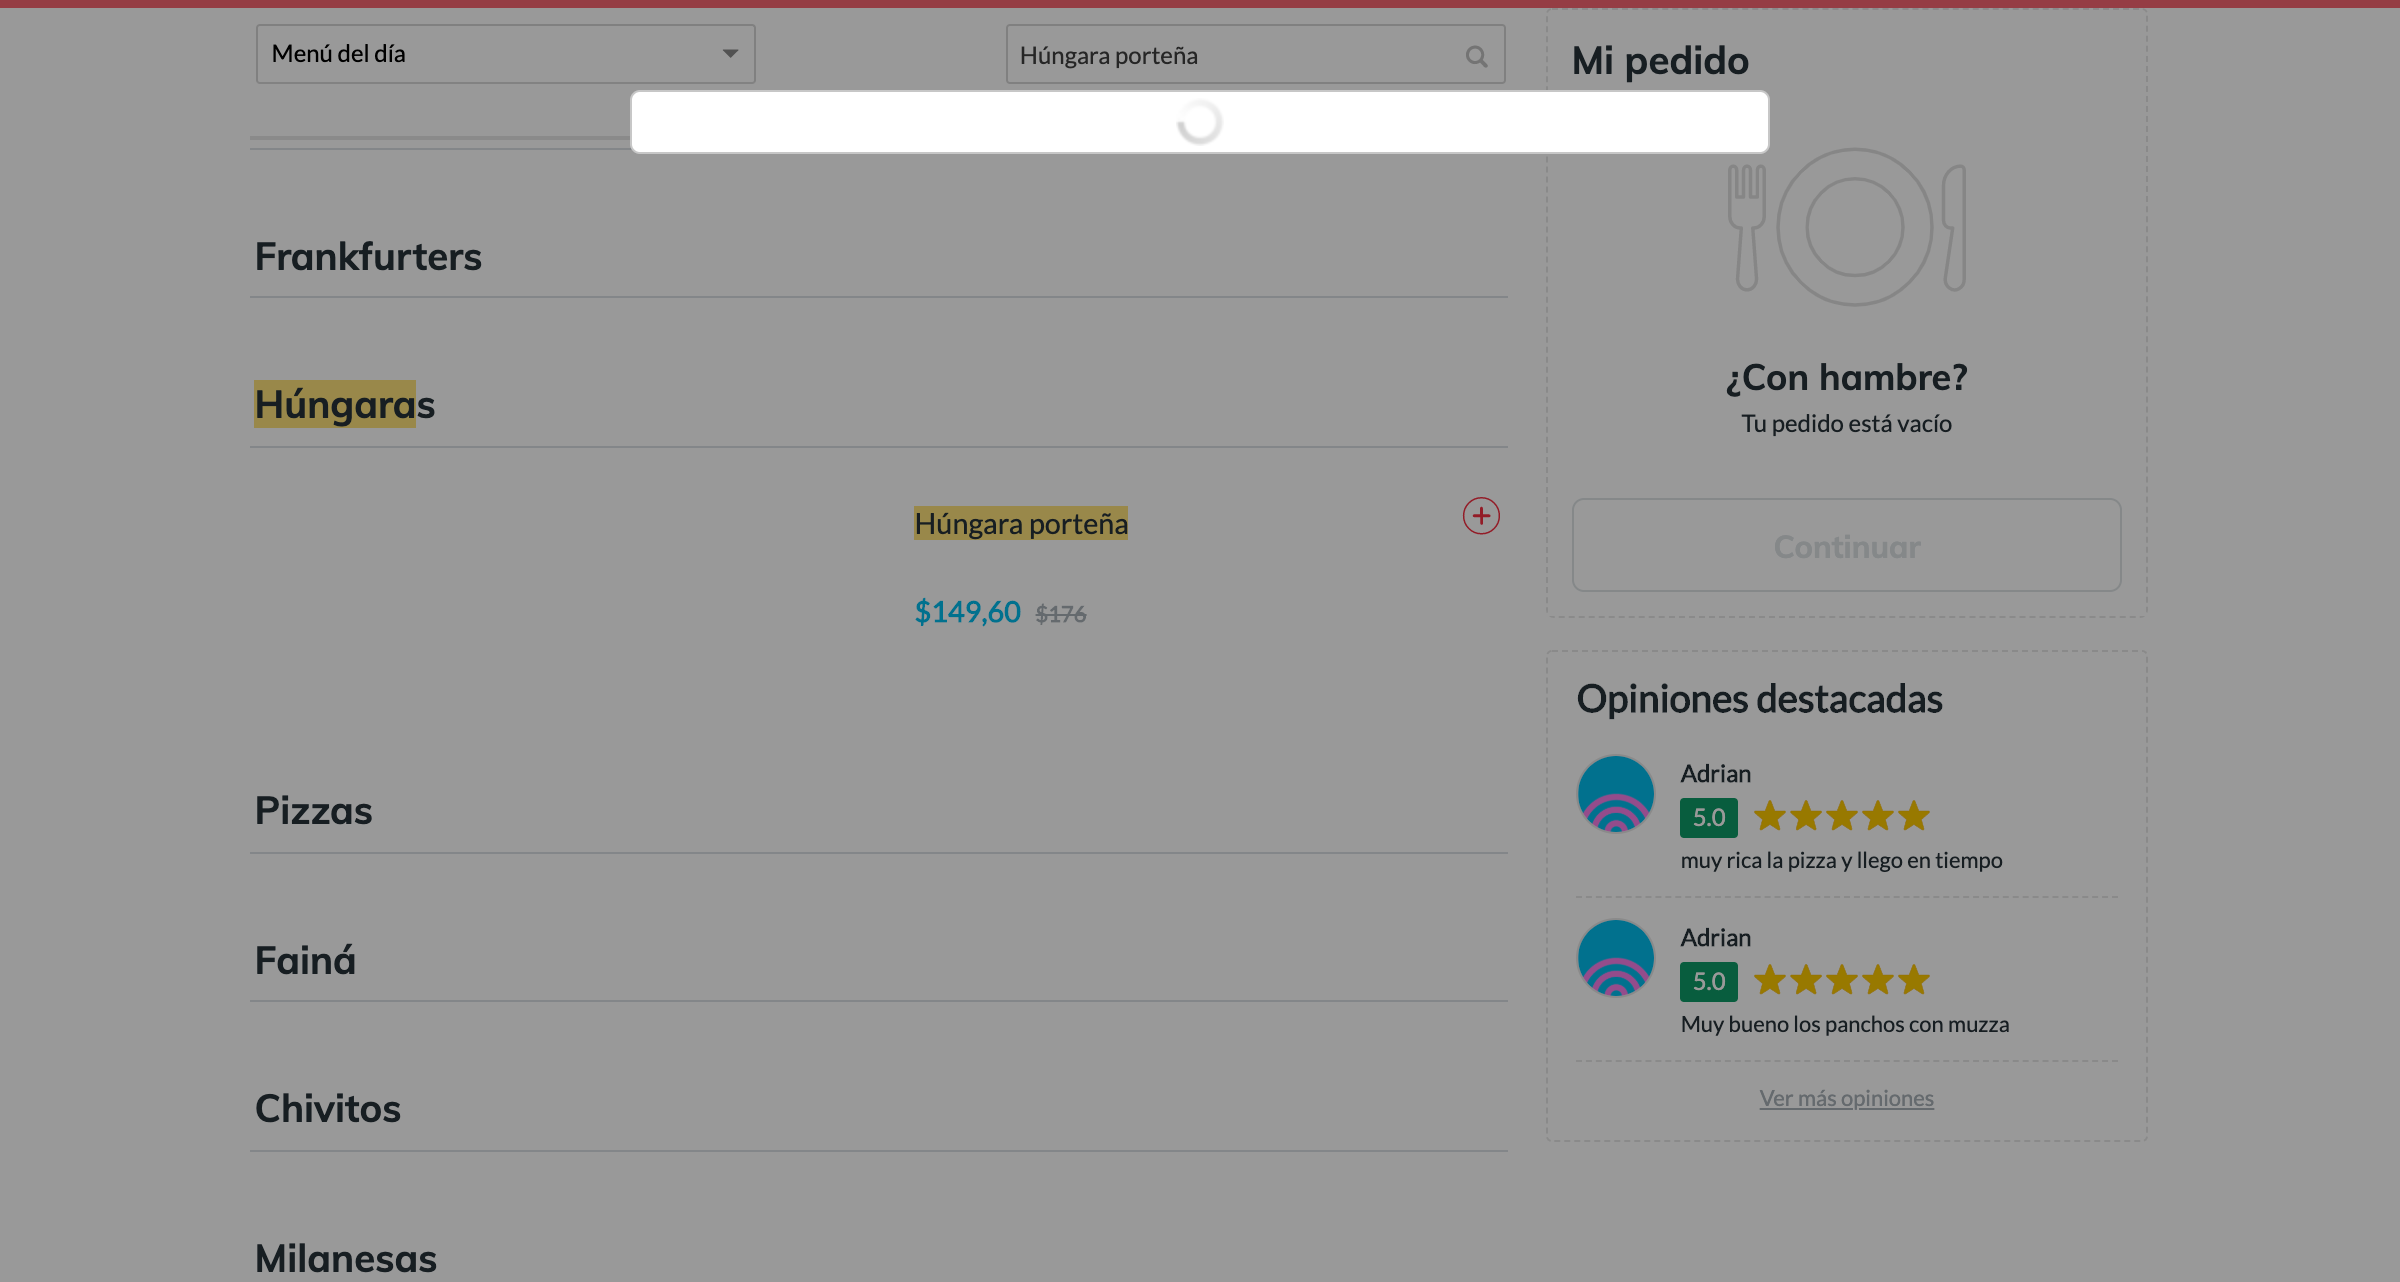 Menú del día
Húngara porteña
Frankfurters
Húngaras
Húngara porteña
$149,60 $176
Pizzas
Fainá
Chivitos
Milanesas
Mi pedido
¿Con hambre?
Tu pedido está vacío
Continuar
Opiniones destacadas
Adrian
5.0
muy rica la pizza y llego en tiempo
Adrian
5.0
Muy bueno los panchos con muzza
Ver más opiniones